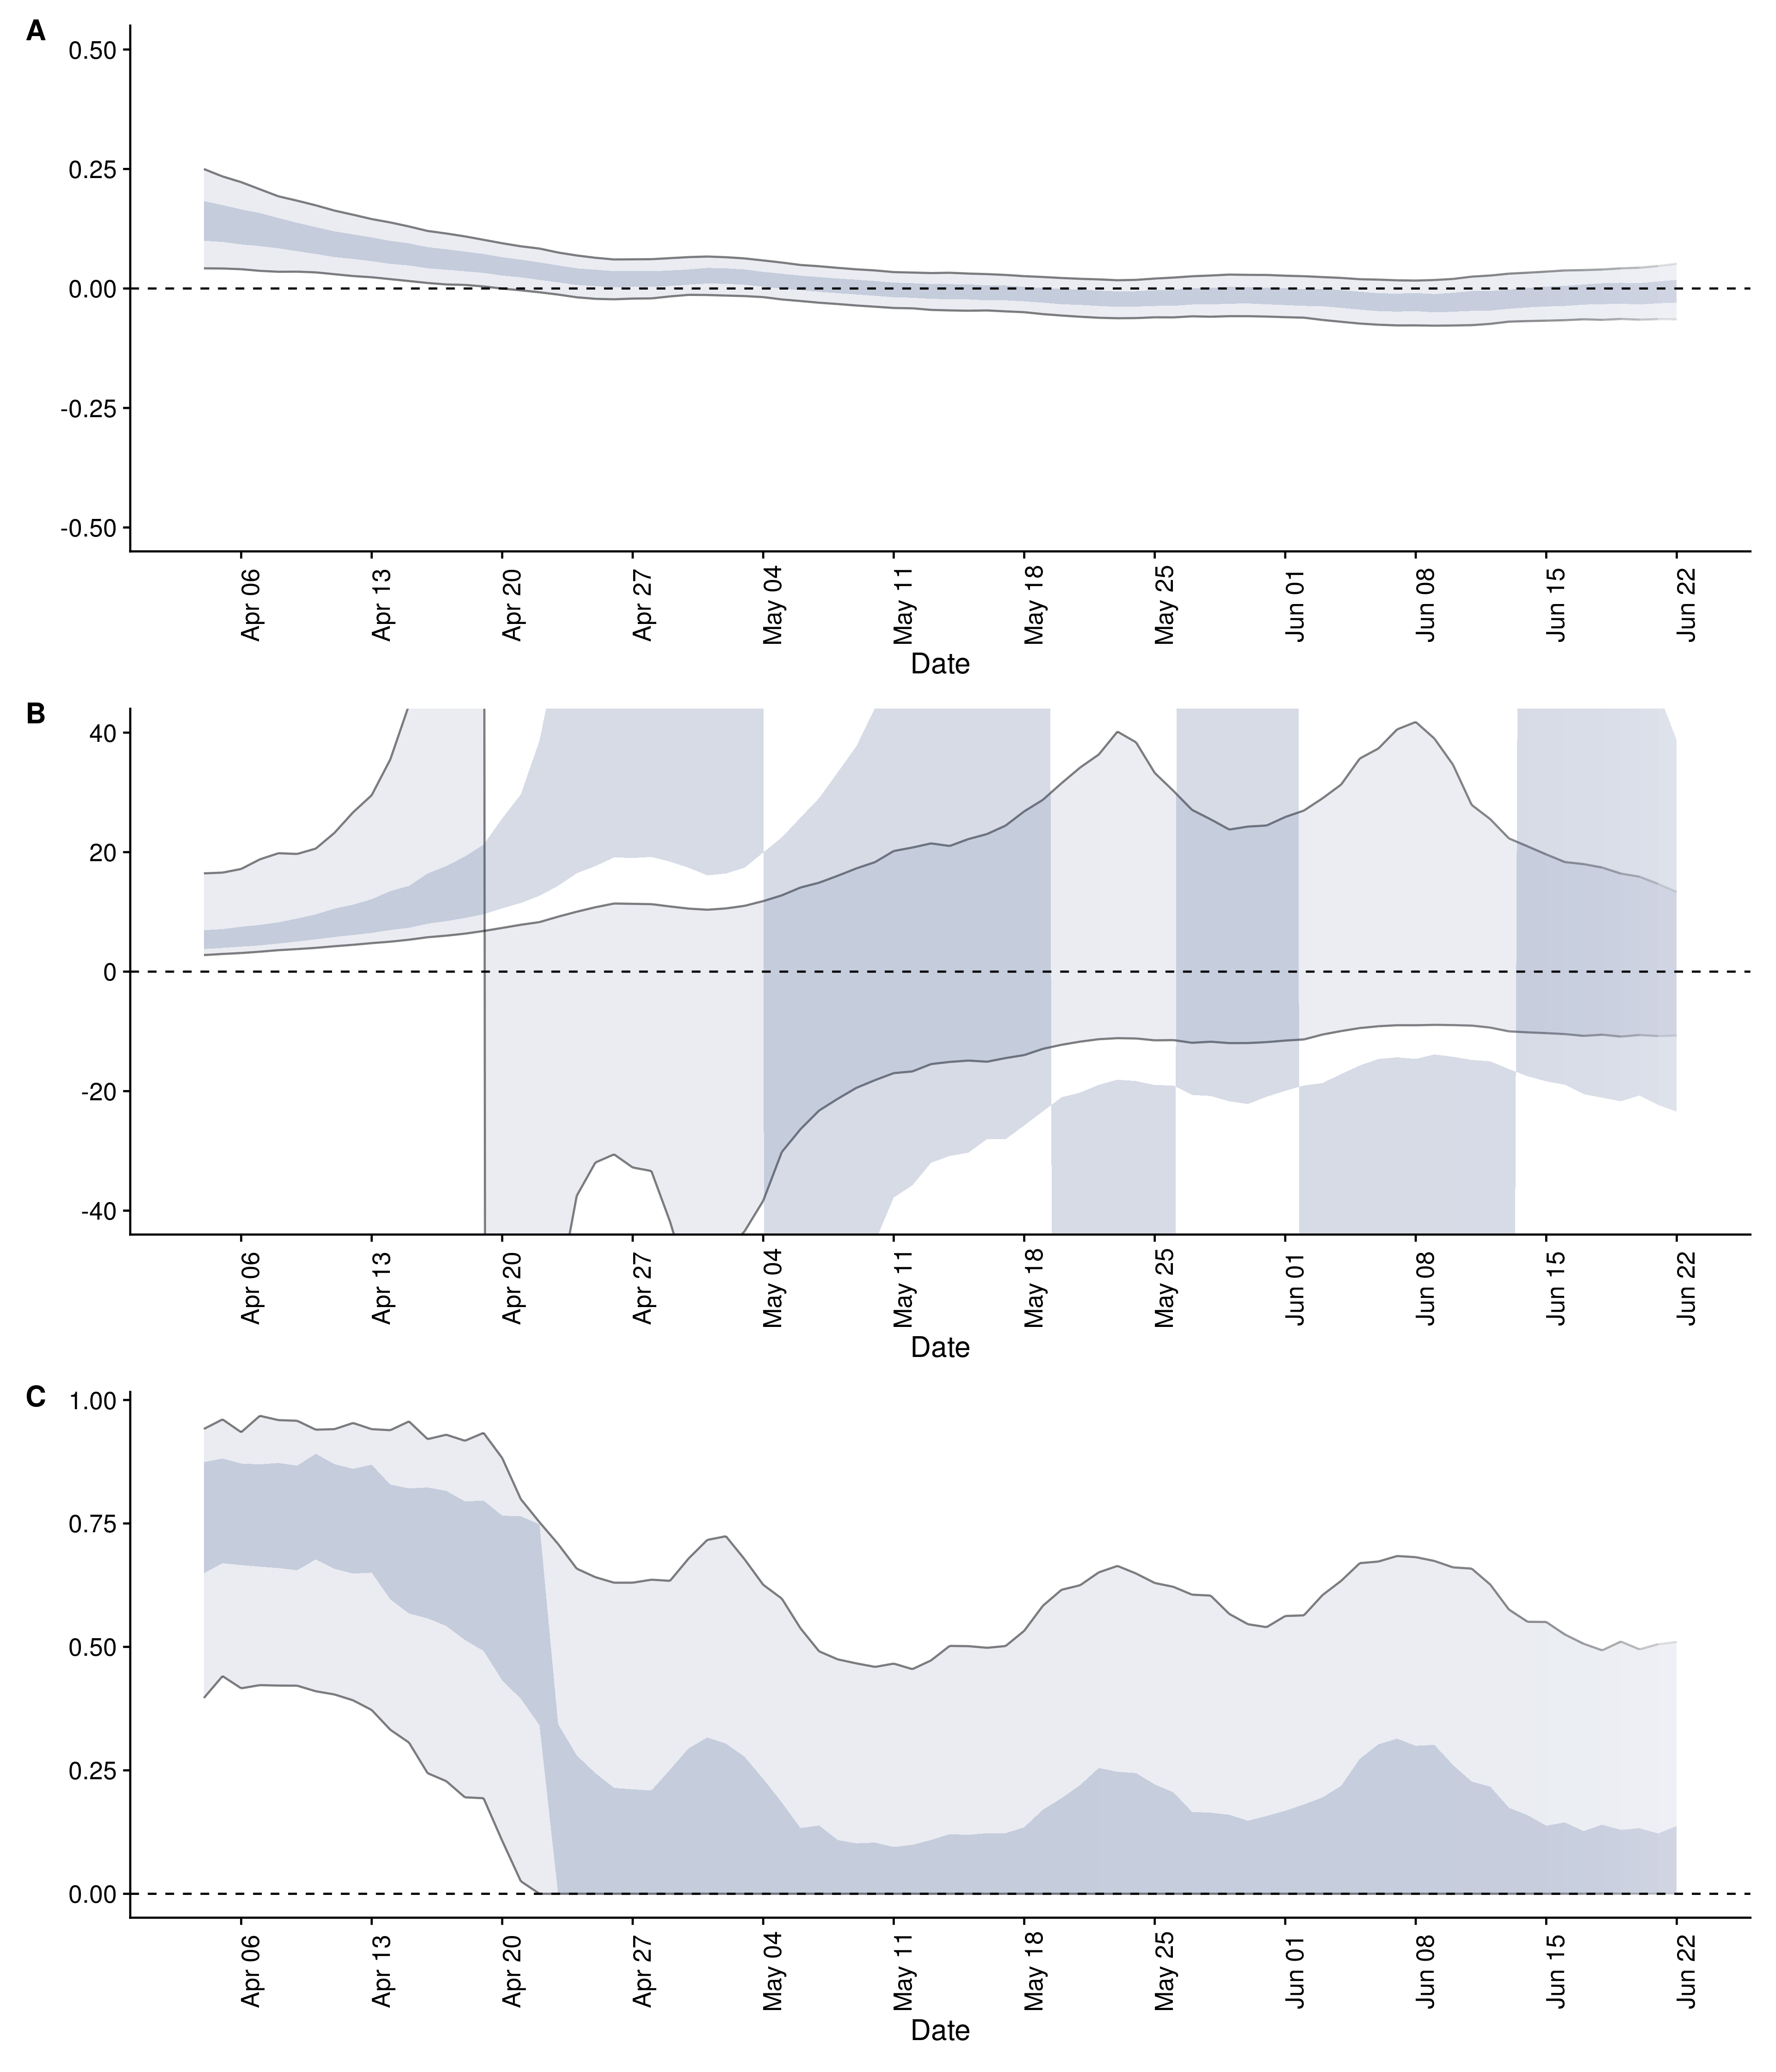 A
0.50
0.25
0.00
-0.25
-0.50
Apr 06
Apr 13
Apr 20
Apr 27
May 04
May 11
May 18
May 25
Jun 01
Jun 08
Jun 15
Jun 22
Date
B
40
20
0
-20
-40
Apr 06
Apr 13
Apr 20
Apr 27
May 04
May 11
May 18
May 25
Jun 01
Jun 08
Jun 15
Jun 22
Date
C
1.00
0.75
0.50
0.25
0.00
Apr 06
Apr 13
Apr 20
Apr 27
May 04
May 11
May 18
May 25
Jun 01
Jun 08
Jun 15
Jun 22
Date